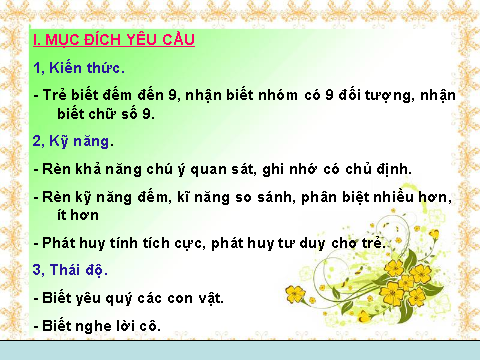 I. MỤC ĐÍCH YÊU CẦU
1, Kiến thức.
- Trẻ biết đếm đến 9, nhận biết nhóm có 9 đối tượng, nhận
biết chữ số 9.
2, Kỹ năng.
- Rèn khả năng chú ý quan sát, ghi nhớ có chủ định.
- Rèn kỹ năng đếm, kĩ năng so sánh, phân biệt nhiều hơn,
ít hơn
- Phát huy tính tích cực, phát huy tư duy cho trẻ.
3, Thái độ.
- Biết yêu quý các con vật.
- Biết nghe lời cô.